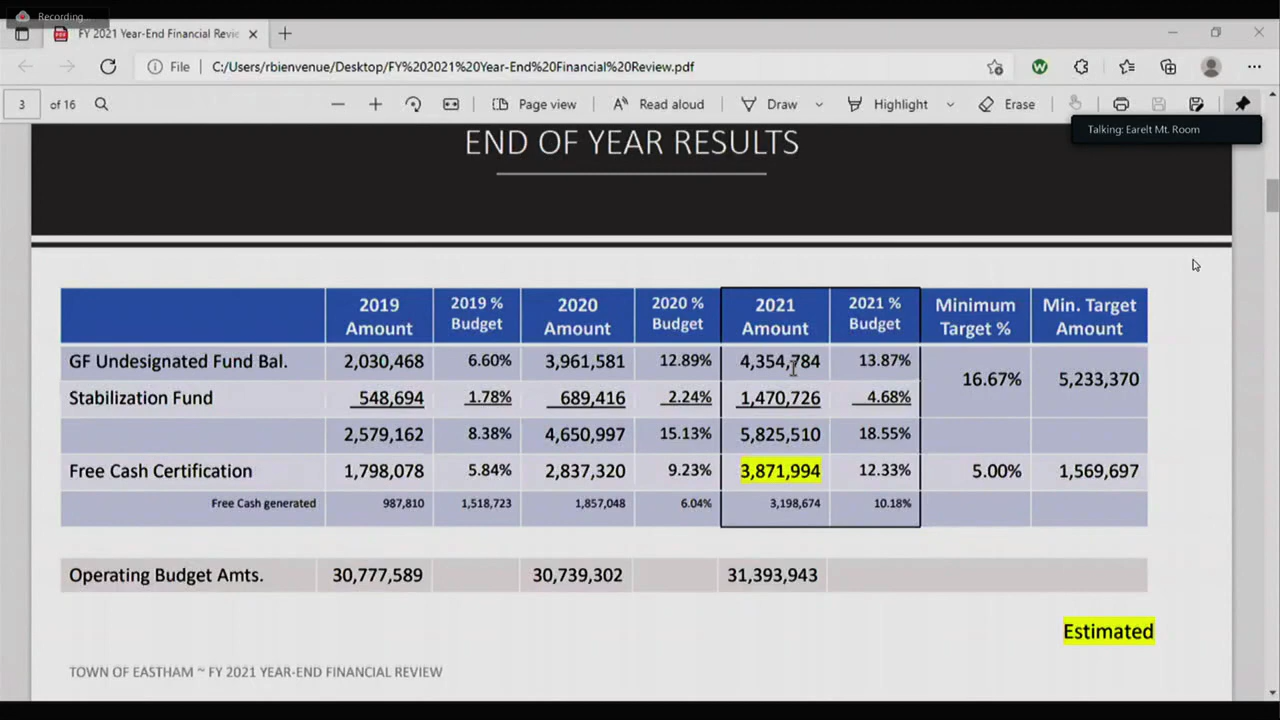 Recording...
FY 2021 Year-End Financial Revie
File C:/Users/rbienvenue/Desktop/FY%202021%20Year-End%20Financial%20Review.pdf
3 of 16 Page view Read aloud Draw Highlight Erase
Talking: Earelt Mt. Room
END OF YEAR RESULTS
2019 Amount 2019 % Budget 2020 Amount 2020 % Budget 2021 Amount 2021 % Budget Minimum Target % Min. Target Amount
GF Undesignated Fund Bal. 2,030,468 6.60% 3,961,581 12.89% 4,354,784 13.87% 16.67% 5,233,370
Stabilization Fund 548,694 1.78% 689,416 2.24% 1,470,726 4.68%
2,579,162 8.38% 4,650,997 15.13% 5,825,510 18.55%
Free Cash Certification 1,798,078 5.84% 2,837,320 9.23% 3,871,994 12.33% 5.00% 1,569,697
Free Cash generated 987,810 1,518,723 1,857,048 6.04% 3,198,674 10.18%
Operating Budget Amts. 30,777,589 30,739,302 31,393,943
Estimated
TOWN OF EASTHAM ~ FY 2021 YEAR-END FINANCIAL REVIEW